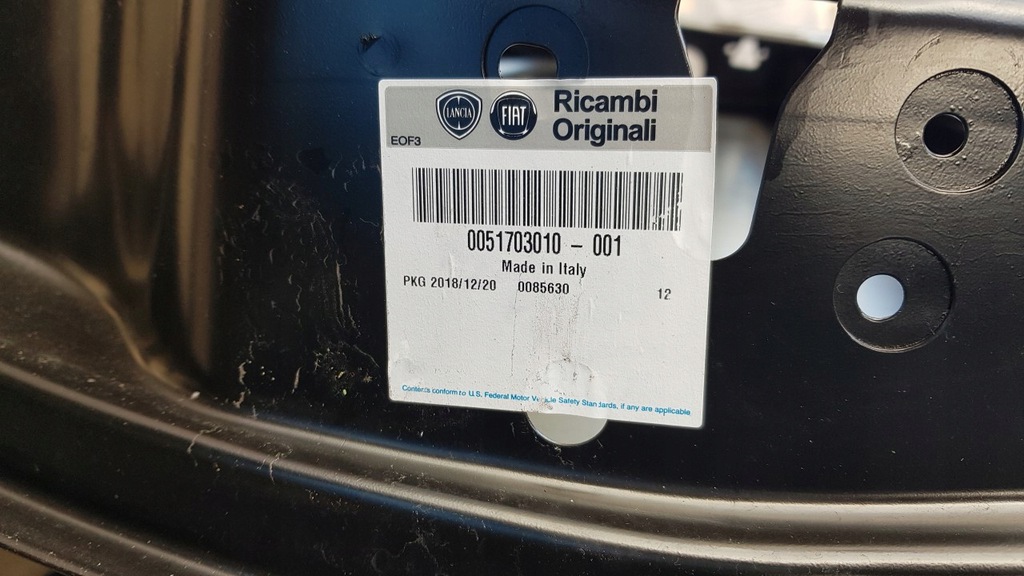 LANCIA
FIAT
Ricambi
Originali
EOF3
0051703010 - 001
Made in Italy
PKG 2018/12/20 0085630 12
Contents conform to U.S. Federal Motor Vehicle Safety Standards, if any are applicable